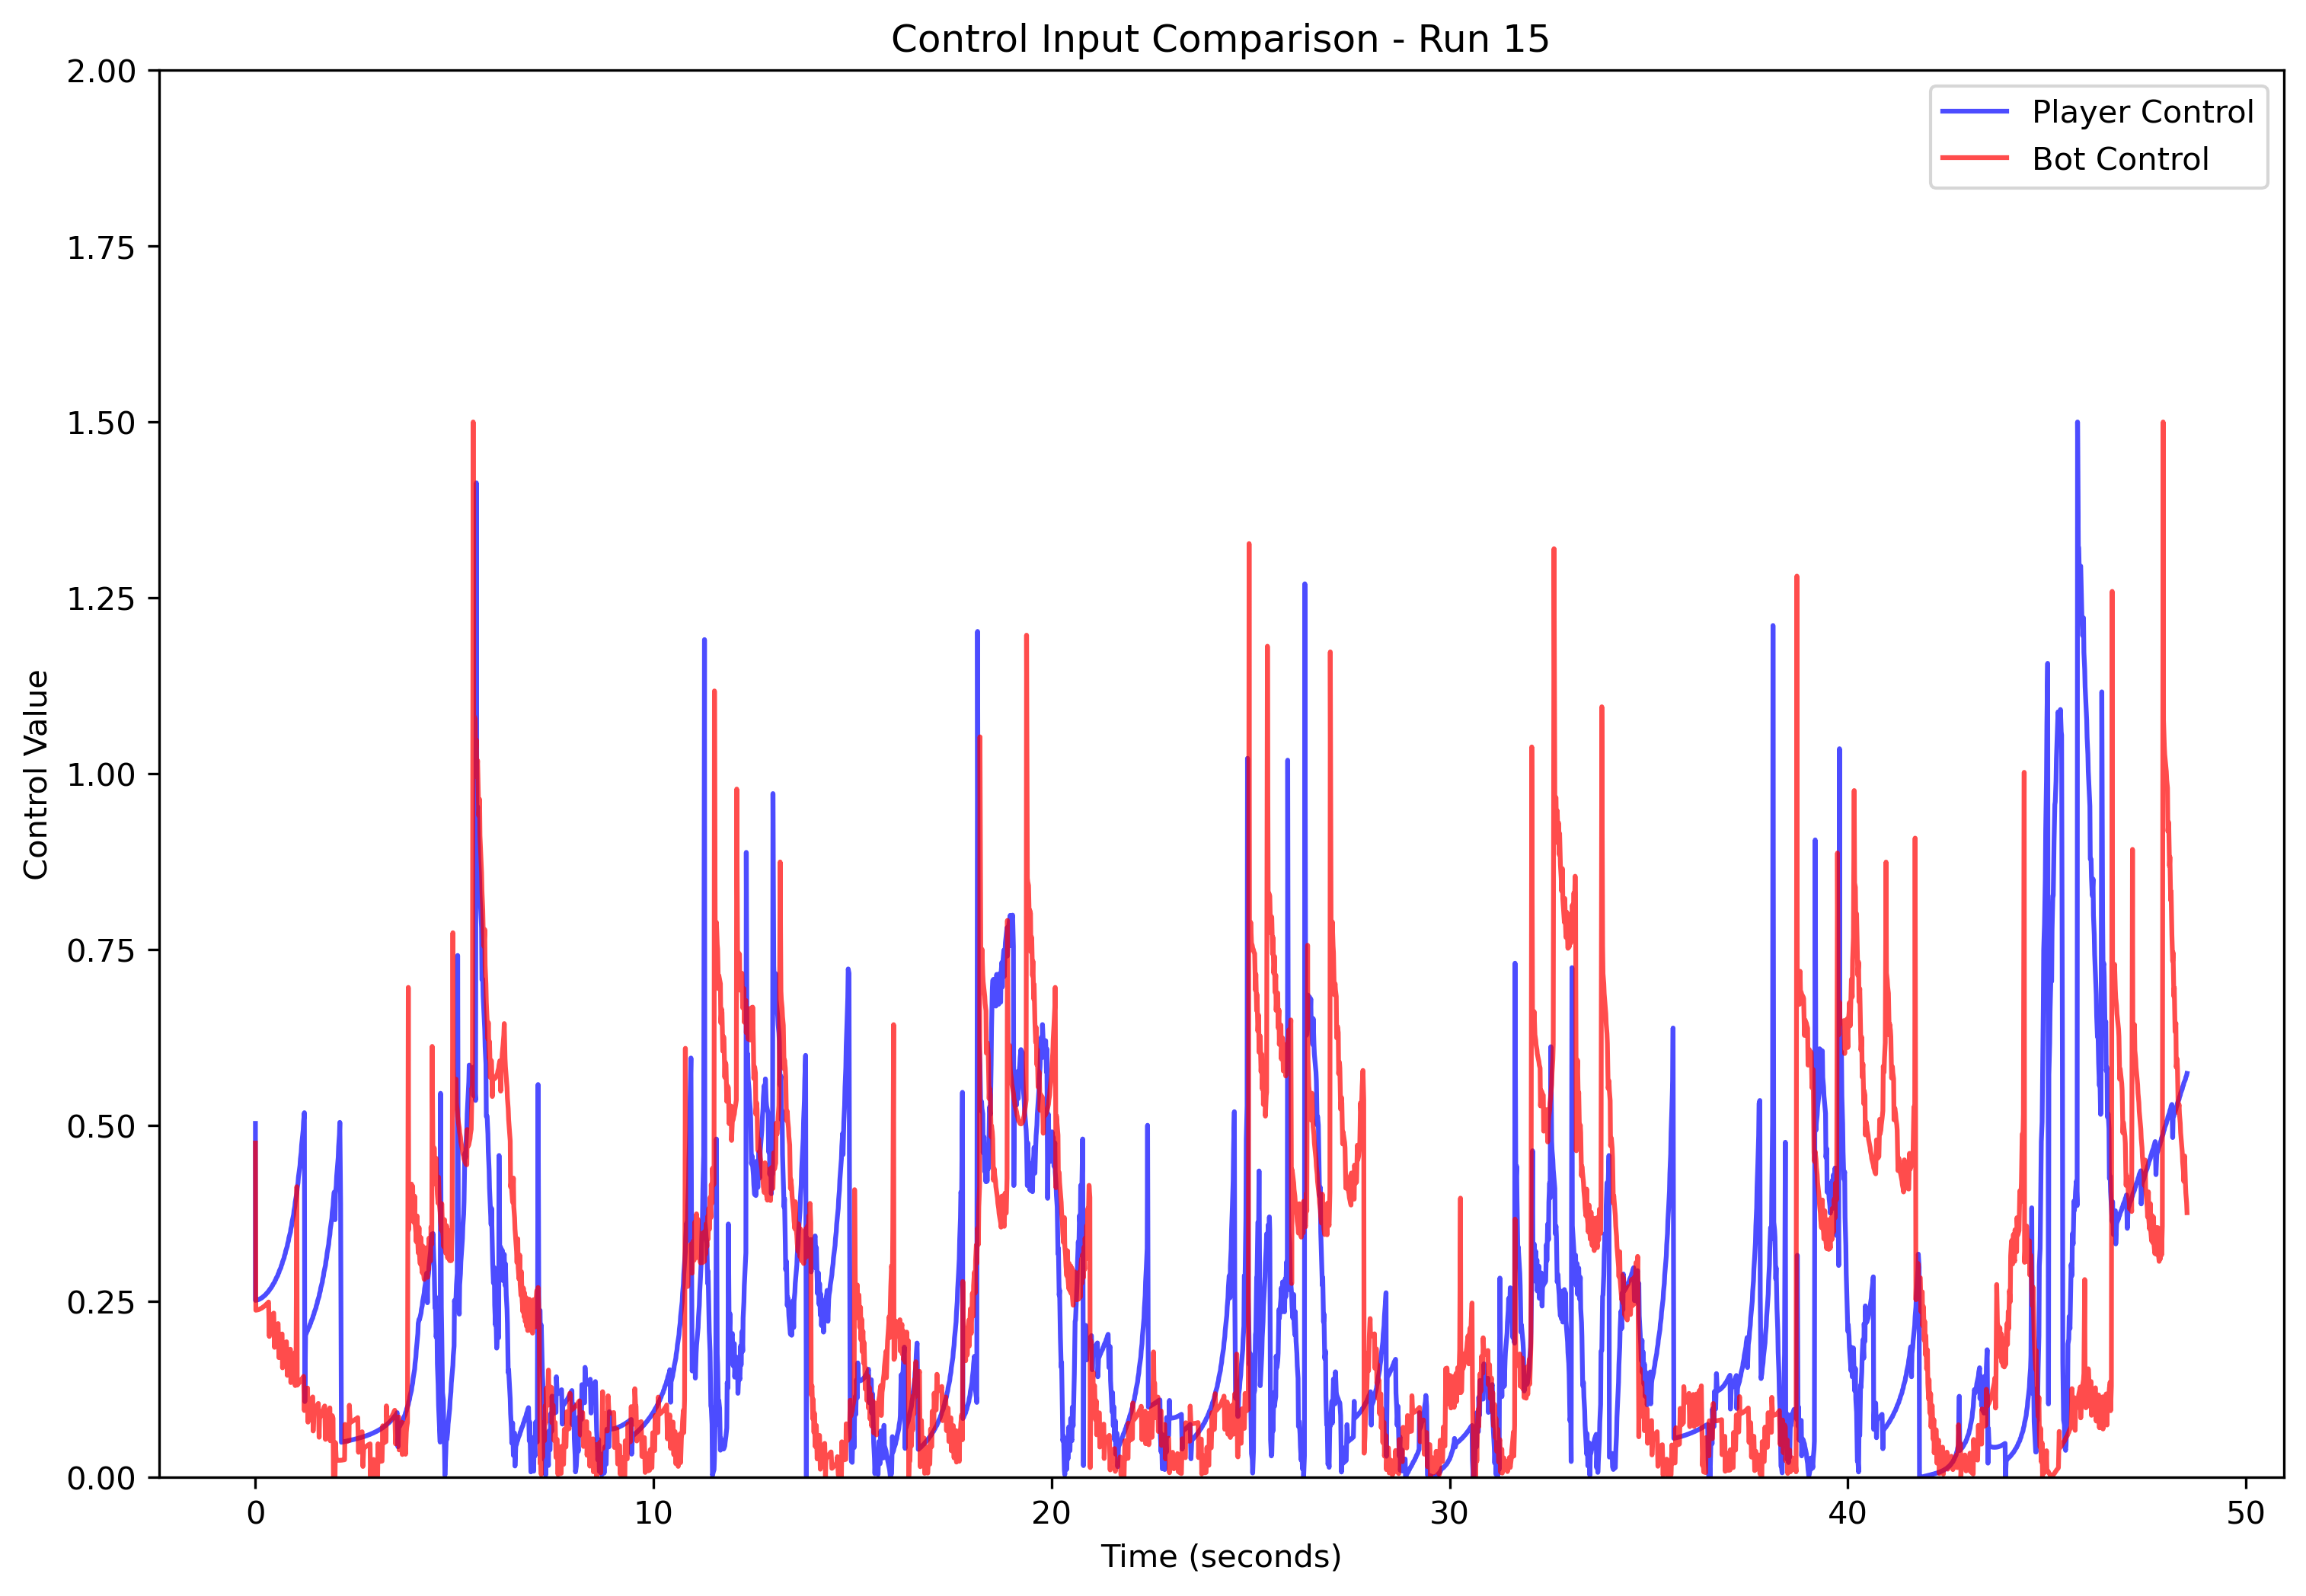 Control Input Comparison - Run 15
Player Control
Bot Control
2.00
1.75
1.50
1.25
1.00
0.75
0.50
0.25
0.00
Control Value
0 10 20 30 40 50
Time (seconds)